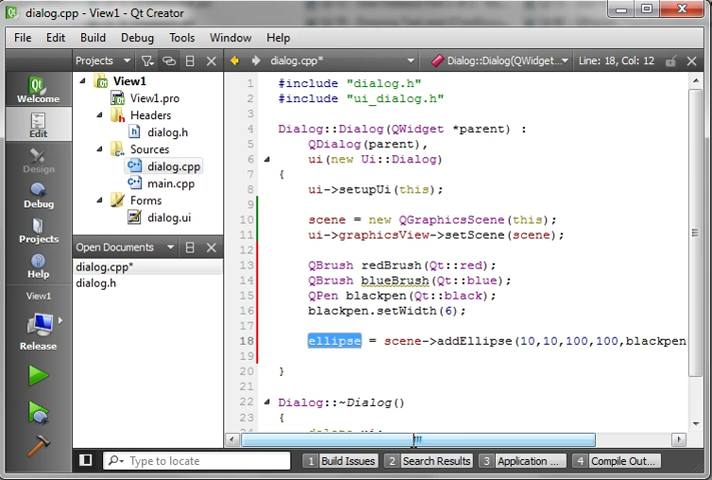 dialog.cpp - View1 - Qt Creator
File Edit Build Debug Tools Window Help
Projects
dialog.cpp*
Dialog::Dialog(QWidget
Line: 18, Col: 12
Welcome
Edit
Design
Debug
Projects
Help
View1
Release
View1
View1.pro
Headers
dialog.h
Sources
dialog.cpp
main.cpp
Forms
dialog.ui
Open Documents
dialog.cpp*
dialog.h
1 #include "dialog.h"
2 #include "ui_dialog.h"
3
4 Dialog::Dialog(QWidget *parent) :
5 QDialog(parent),
6 ui(new Ui::Dialog)
7 {
8 ui->setupUi(this);
9
10 scene = new QGraphicsScene(this);
11 ui->graphicsView->setScene(scene);
12
13 QBrush redBrush(Qt::red);
14 QBrush blueBrush(Qt::blue);
15 QPen blackpen(Qt::black);
16 blackpen.setWidth(6);
17
18 ellipse = scene->addEllipse(10,10,100,100,blackpen
19
20 }
21
22 Dialog::~Dialog()
23 {
Type to locate
1 Build Issues
2 Search Results
3 Application ...
4 Compile Out...